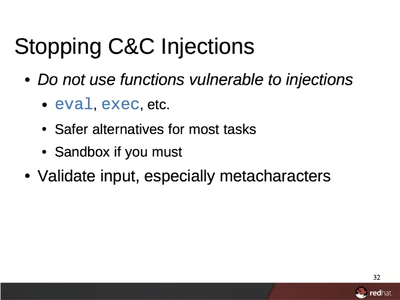 Stopping C&C Injections
• Do not use functions vulnerable to injections
• eval, exec, etc.
• Safer alternatives for most tasks
• Sandbox if you must
• Validate input, especially metacharacters
32
redhat.